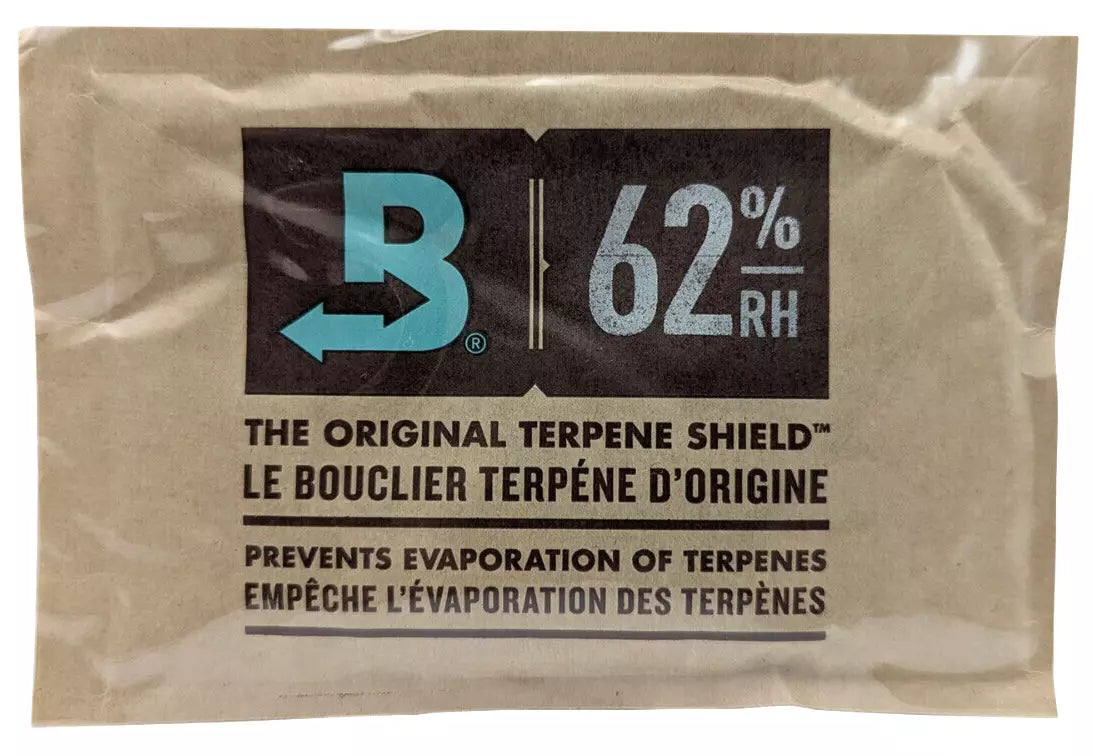 B®
62%
RH
THE ORIGINAL TERPENE SHIELD™
LE BOUCLIER TERPÉNE D'ORIGINE
PREVENTS EVAPORATION OF TERPENES
EMPÊCHE L'ÉVAPORATION DES TERPÈNES